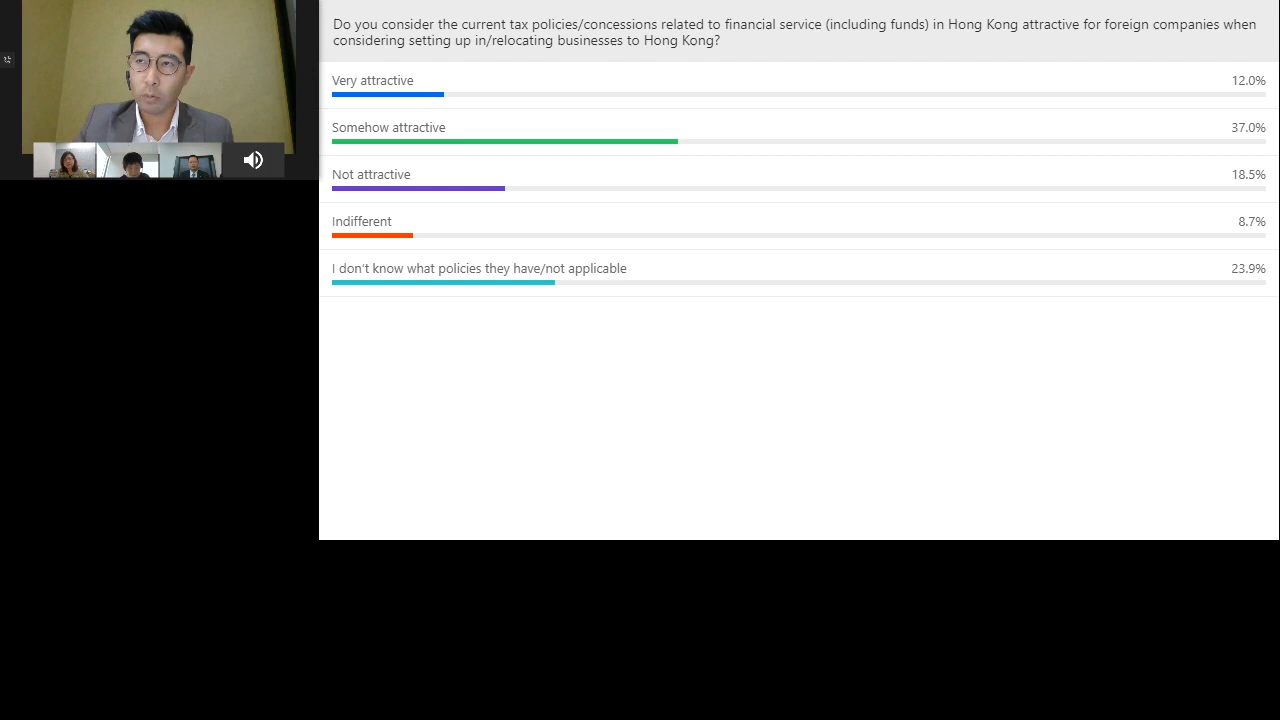 Do you consider the current tax policies/concessions related to financial service (including funds) in Hong Kong attractive for foreign companies when
considering setting up in/relocating businesses to Hong Kong?
Very attractive 12.0%
Somehow attractive 37.0%
Not attractive 18.5%
Indifferent 8.7%
I don't know what policies they have/not applicable 23.9%